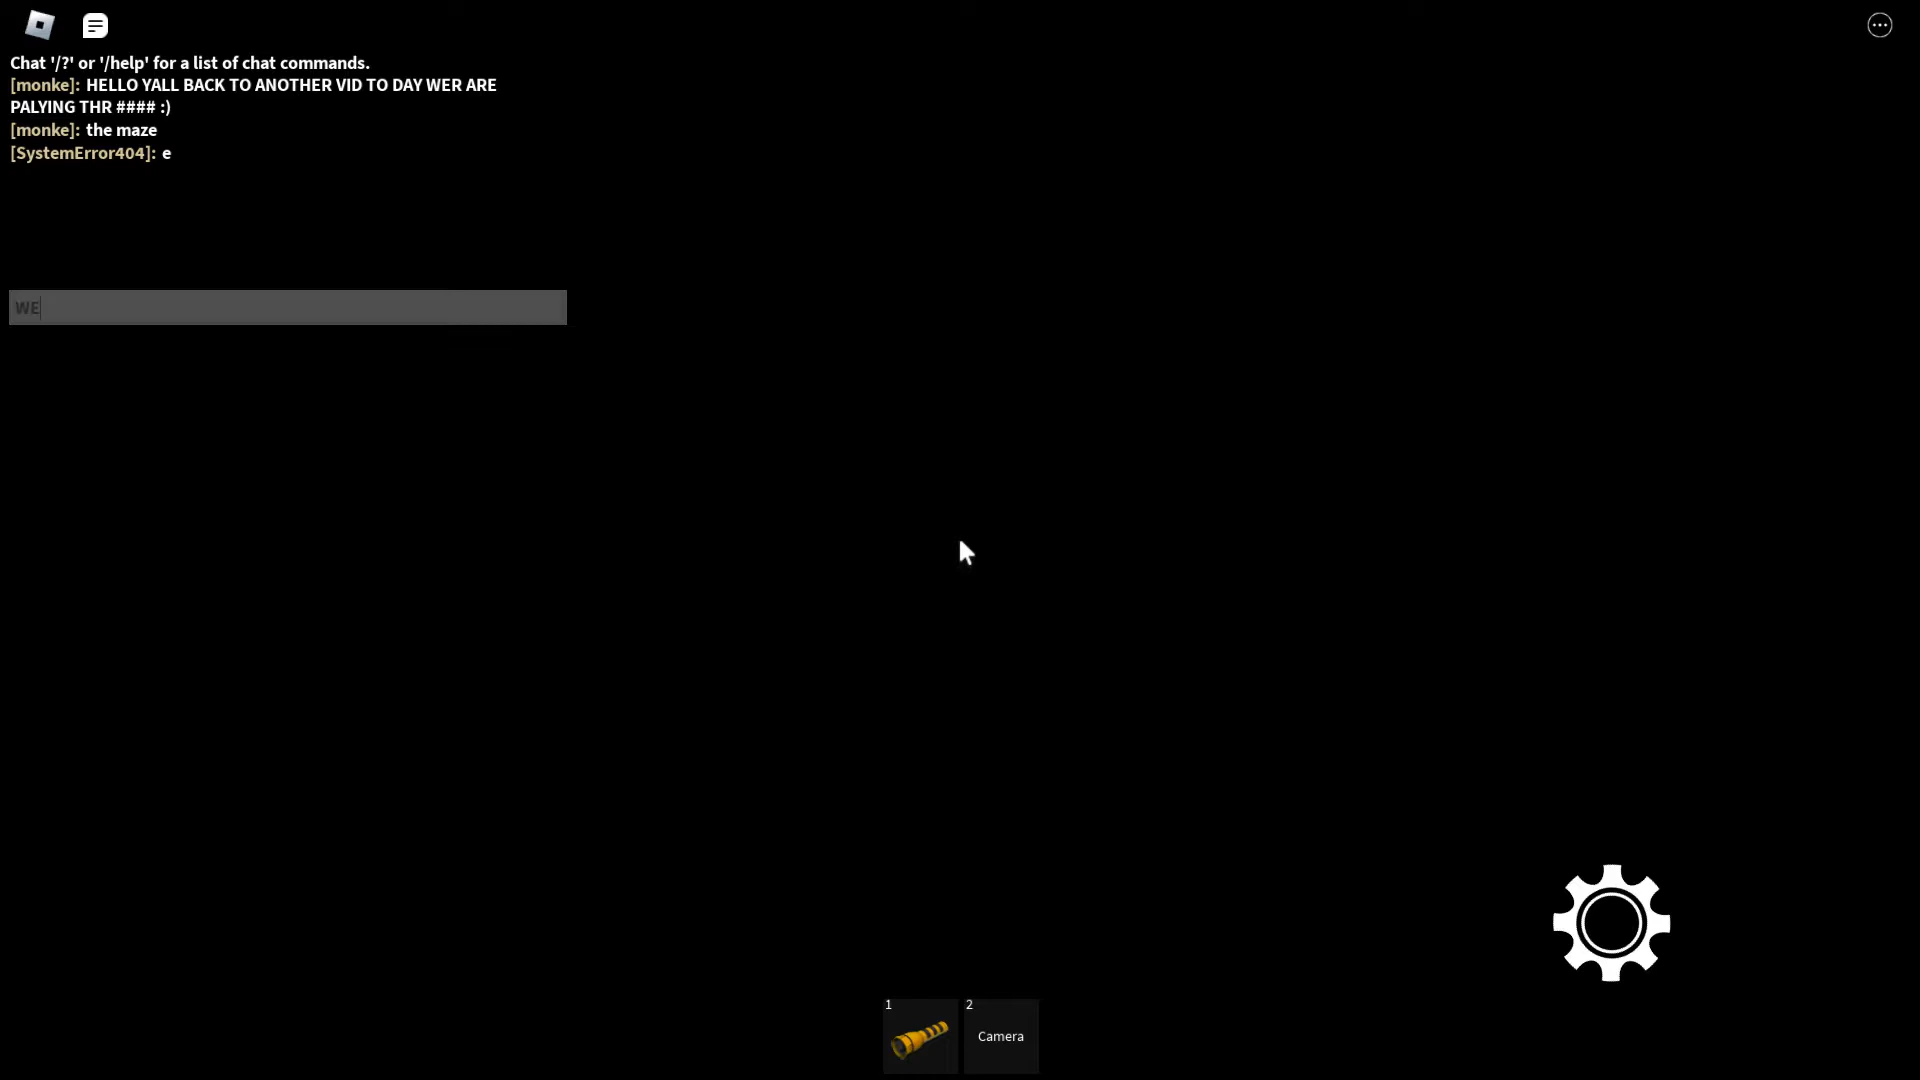 Chat '/?' or '/help' for a list of chat commands.
[monke]: HELLO YALL BACK TO ANOTHER VID TO DAY WER ARE
PALYING THR #### :)
[monke]: the maze
[SystemError404]: e
WE
1
2
Camera